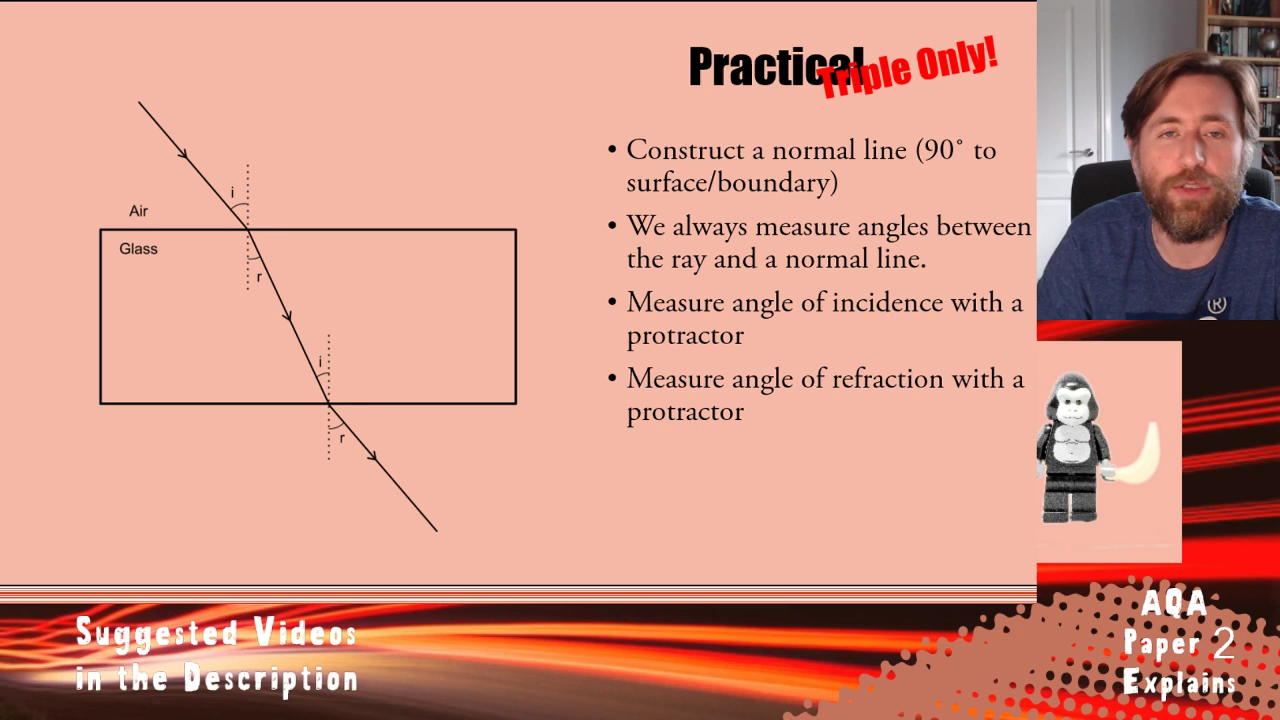 Practical
Triple Only!
• Construct a normal line (90° to
surface/boundary)
• We always measure angles between
the ray and a normal line.
• Measure angle of incidence with a
protractor
• Measure angle of refraction with a
protractor
i
Air
Glass
r
i
r
®
Suggested Videos
in the Description
AQA
Paper 2
Explains